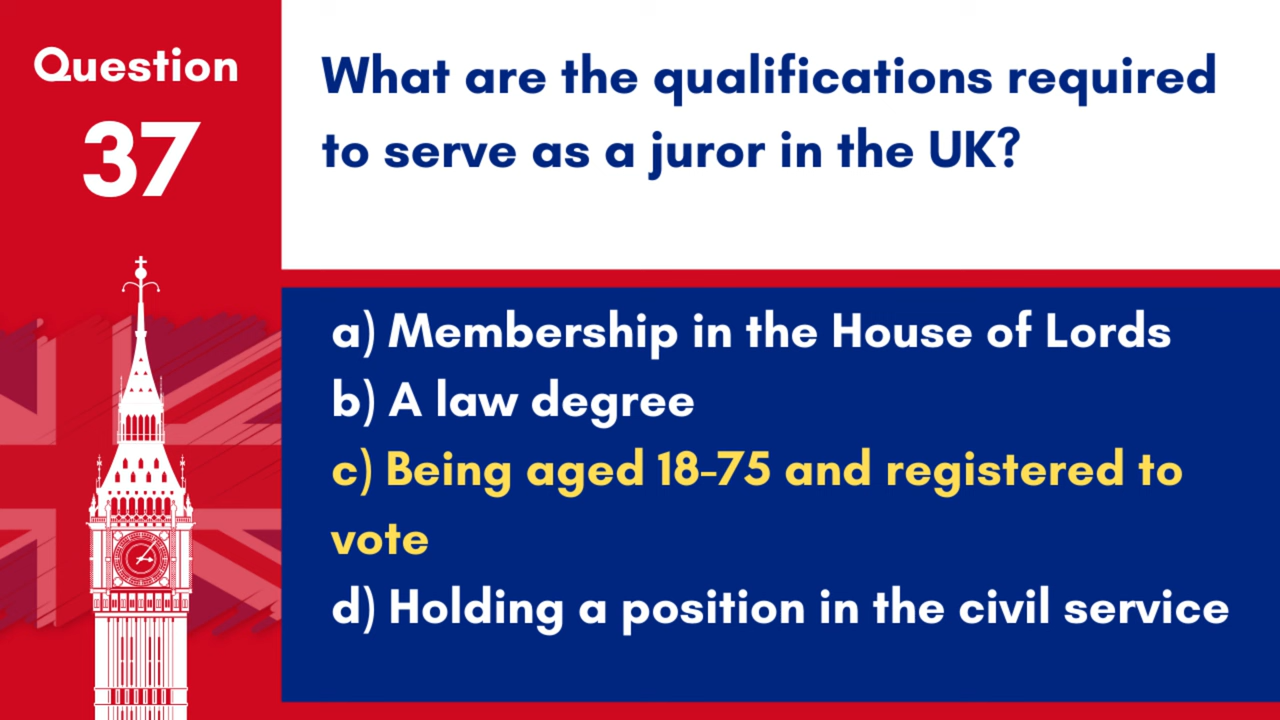 Question
37
What are the qualifications required
to serve as a juror in the UK?
a) Membership in the House of Lords
b) A law degree
c) Being aged 18-75 and registered to
vote
d) Holding a position in the civil service